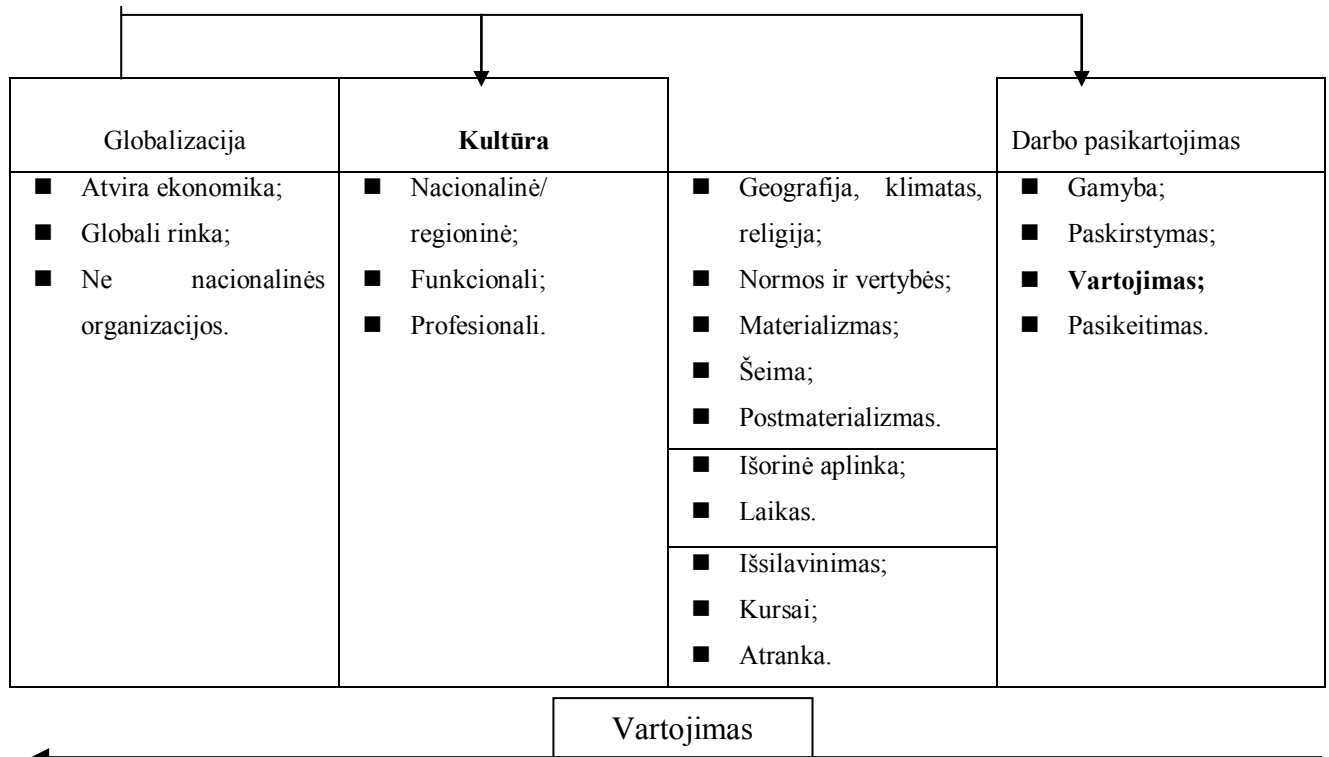 Globalizacija
Kultūra
Darbo pasikartojimas
■ Atvira ekonomika;
■ Globali rinka;
■ Ne nacionalinės
organizacijos.
■ Nacionalinė/
regioninė;
■ Funkcionali;
■ Profesionali.
■ Geografija, klimatas,
religija;
■ Normos ir vertybės;
■ Materializmas;
■ Šeima;
■ Postmaterializmas.
■ Išorinė aplinka;
■ Laikas.
■ Išsilavinimas;
■ Kursai;
■ Atranka.
■ Gamyba;
■ Paskirstymas;
■ Vartojimas;
■ Pasikeitimas.
Vartojimas